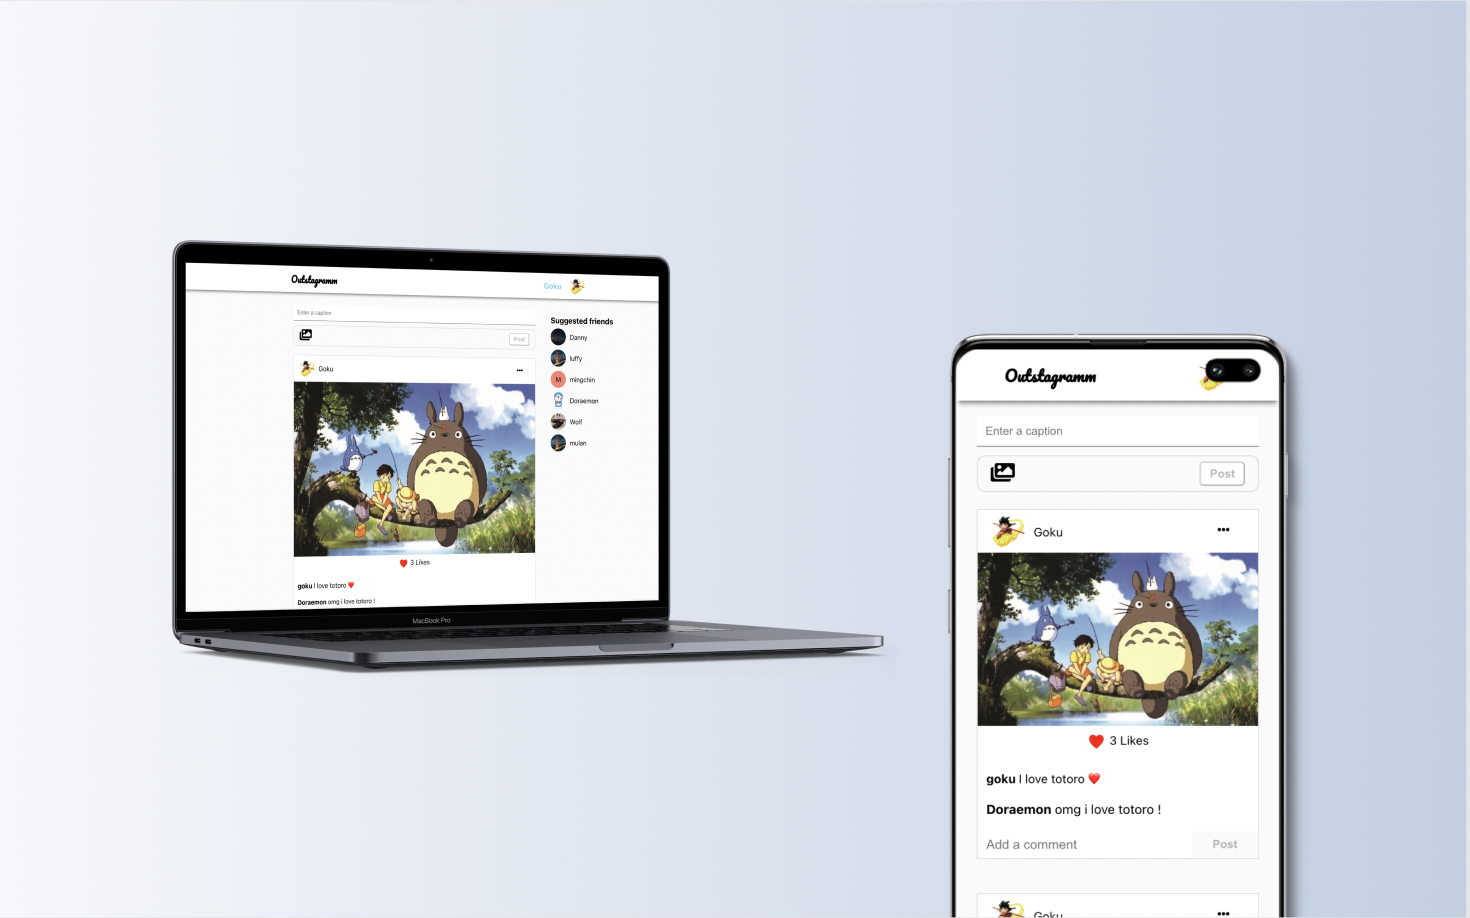 Outstagramm
Goku
Enter a caption
Post
Suggested friends
Danny
luffy
M mingchin
Doraemon
Wolf
mulan
Goku
•••
3 Likes
goku I love totoro ❤️
Doraemon omg i love totoro !
MacBook Pro
Outstagramm
Enter a caption
Post
Goku
•••
3 Likes
goku I love totoro ❤️
Doraemon omg i love totoro !
Add a comment Post
Goku
•••